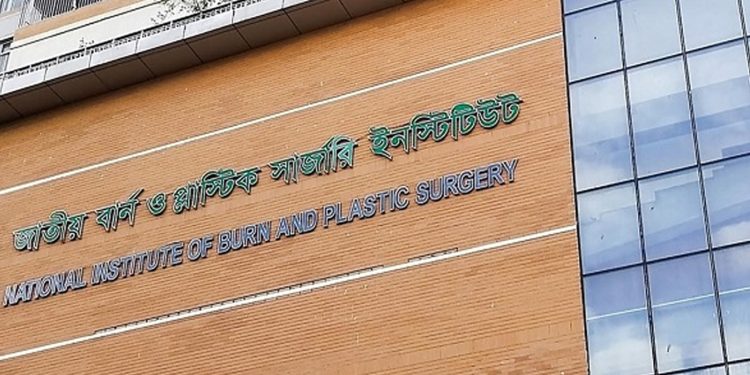 জাতীয় বার্ন ও প্লাস্টিক সার্জারি ইনস্টিটিউট
NATIONAL INSTITUTE OF BURN AND PLASTIC SURGERY